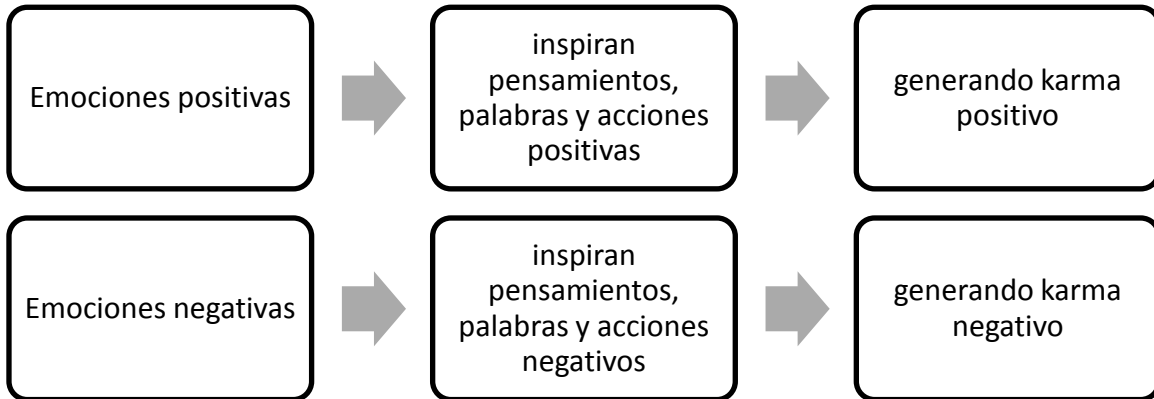 Emociones positivas
inspiran
pensamientos,
palabras y acciones
positivas
generando karma
positivo
Emociones negativas
inspiran
pensamientos,
palabras y acciones
negativos
generando karma
negativo